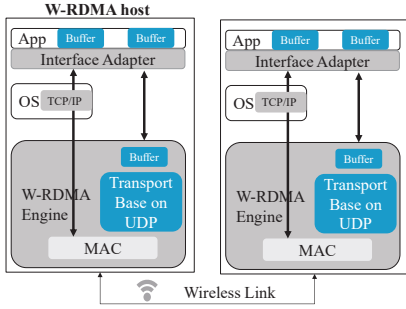 W-RDMA host
App Buffer Buffer
Interface Adapter
OS TCP/IP
Buffer
W-RDMA
Engine
Transport
Base on
UDP
MAC
App Buffer Buffer
Interface Adapter
OS TCP/IP
Buffer
W-RDMA
Engine
Transport
Base on
UDP
MAC
Wireless Link